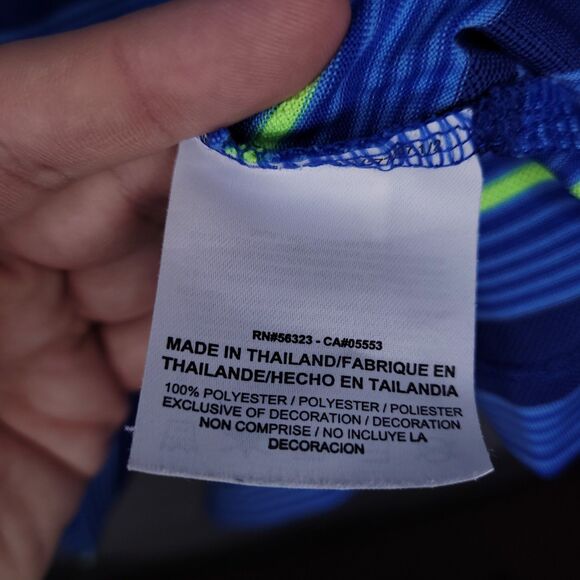 RN#56323 - CA#05553
MADE IN THAILAND/FABRIQUE EN
THAILANDE/HECHO EN TAILANDIA
100% POLYESTER / POLYESTER / POLIESTER
EXCLUSIVE OF DECORATION / DECORATION
NON COMPRISE / NO INCLUYE LA
DECORACION